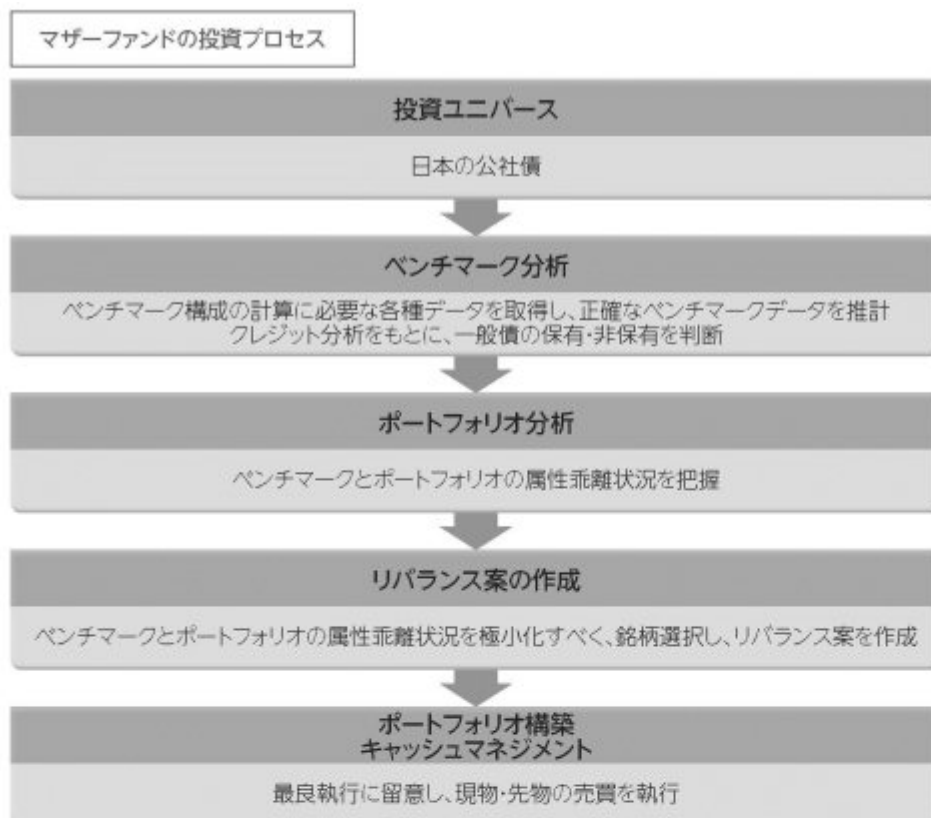 マザーファンドの投資プロセス
投資ユニバース
日本の公社債
ベンチマーク分析
ベンチマーク構成の計算に必要な各種データを取得し、正確なベンチマークデータを推計
クレジット分析をもとに、一般債の保有・非保有を判断
ポートフォリオ分析
ベンチマークとポートフォリオの属性乖離状況を把握
リバランス案の作成
ベンチマークとポートフォリオの属性乖離状況を極小化すべく、銘柄選択し、リバランス案を作成
ポートフォリオ構築
キャッシュマネジメント
最良執行に留意し、現物・先物の売買を執行